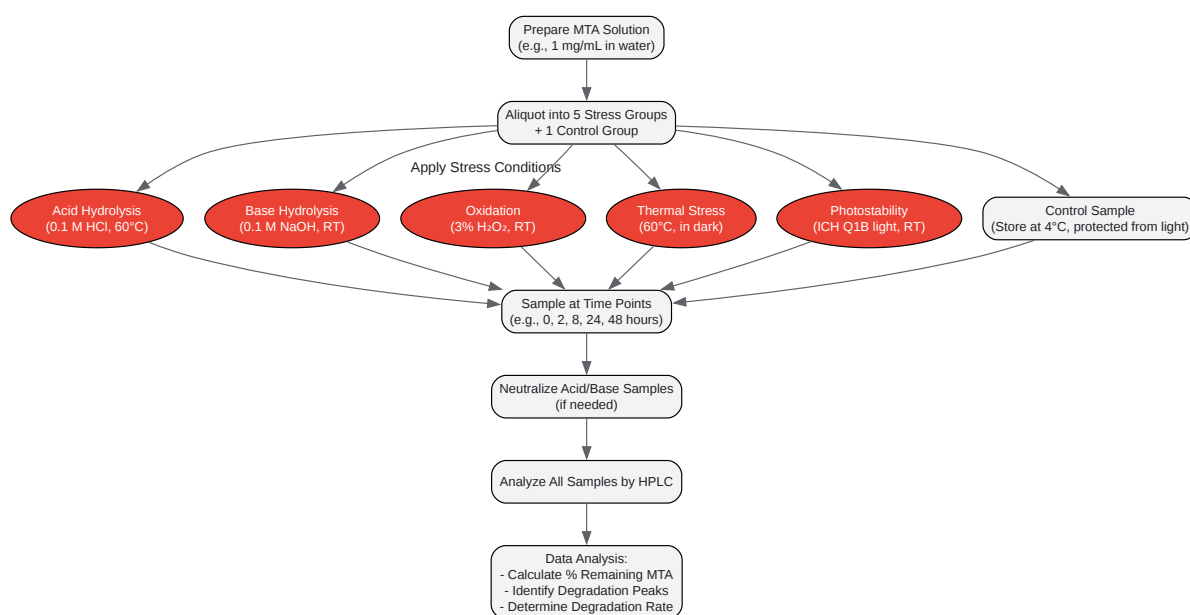 Prepare MTA Solution
(e.g., 1 mg/mL in water)
Aliquot into 5 Stress Groups
+ 1 Control Group
Apply Stress Conditions
Acid Hydrolysis
(0.1 M HCl, 60°C)
Base Hydrolysis
(0.1 M NaOH, RT)
Oxidation
(3% H₂O₂, RT)
Thermal Stress
(60°C, in dark)
Photostability
(ICH Q1B light, RT)
Control Sample
(Store at 4°C, protected from light)
Sample at Time Points
(e.g., 0, 2, 8, 24, 48 hours)
Neutralize Acid/Base Samples
(if needed)
Analyze All Samples by HPLC
Data Analysis:
- Calculate % Remaining MTA
- Identify Degradation Peaks
- Determine Degradation Rate